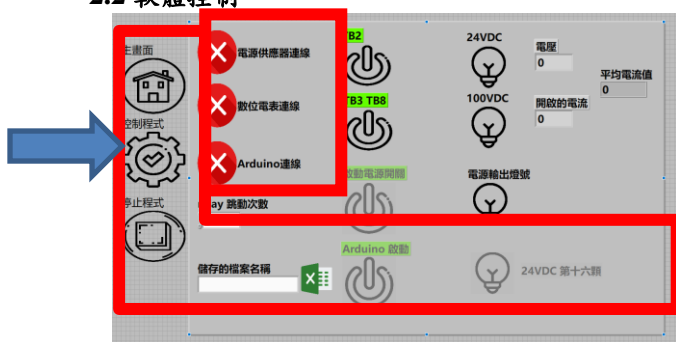 2.2 軟體控制
主畫面
控制程式
停止程式
電源供應器連線
數位電表連線
Arduino連線
跳動次數
儲存的檔案名稱
TB2
TB3 TB8
啟動電源開關
Arduino 啟動
24VDC
100VDC
電源輸出燈號
24VDC 第十六顆
電壓
0
開啟的電流
0
平均電流值
0